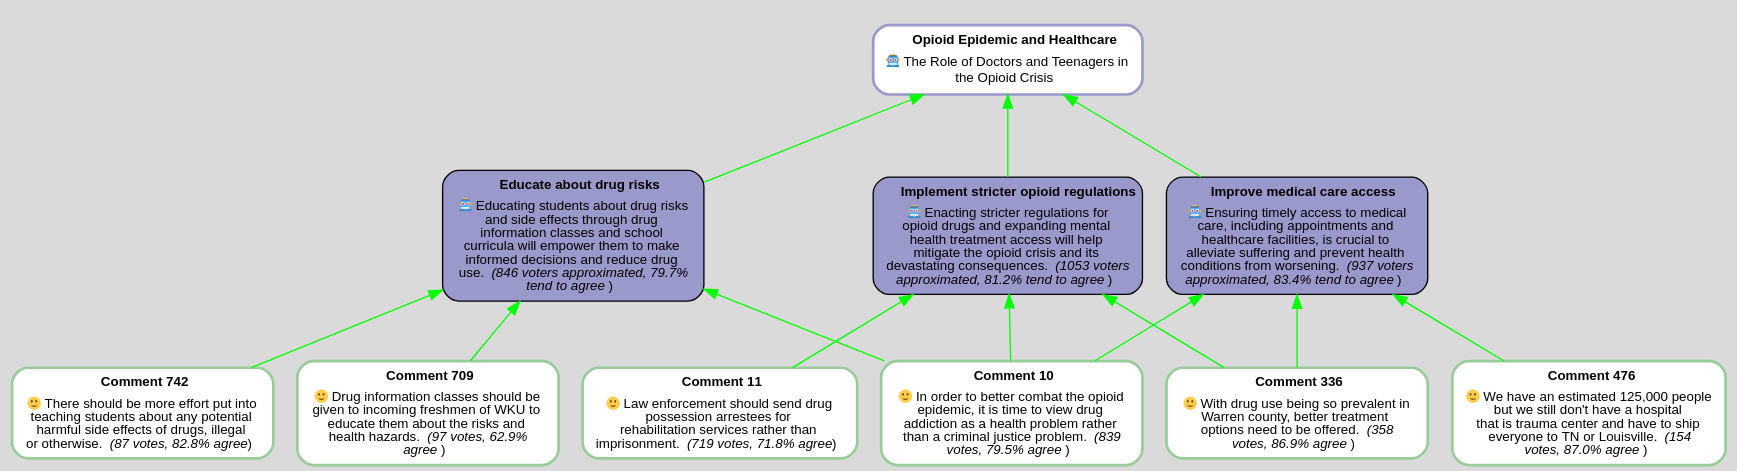 Opioid Epidemic and Healthcare
The Role of Doctors and Teenagers in
the Opioid Crisis
Educate about drug risks
Educating students about drug risks
and side effects through drug
information classes and school
curricula will empower them to make
informed decisions and reduce drug
use. (846 voters approximated, 79.7%
tend to agree )
Implement stricter opioid regulations
Enacting stricter regulations for
opioid drugs and expanding mental
health treatment access will help
mitigate the opioid crisis and its
devastating consequences. (1053 voters
approximated, 81.2% tend to agree )
Improve medical care access
Ensuring timely access to medical
care, including appointments and
healthcare facilities, is crucial to
alleviate suffering and prevent health
conditions from worsening. (937 voters
approximated, 83.4% tend to agree )
Comment 742
There should be more effort put into
teaching students about any potential
harmful side effects of drugs, illegal
or otherwise. (87 votes, 82.8% agree)
Comment 709
Drug information classes should be
given to incoming freshmen of WKU to
educate them about the risks and
health hazards. (97 votes, 62.9%
agree )
Comment 11
Law enforcement should send drug
possession arrestees for
rehabilitation services rather than
imprisonment. (719 votes, 71.8% agree)
Comment 10
In order to better combat the opioid
epidemic, it is time to view drug
addiction as a health problem rather
than a criminal justice problem. (839
votes, 79.5% agree )
Comment 336
With drug use being so prevalent in
Warren county, better treatment
options need to be offered. (358
votes, 86.9% agree )
Comment 476
We have an estimated 125,000 people
but we still don't have a hospital
that is trauma center and have to ship
everyone to TN or Louisville. (154
votes, 87.0% agree )